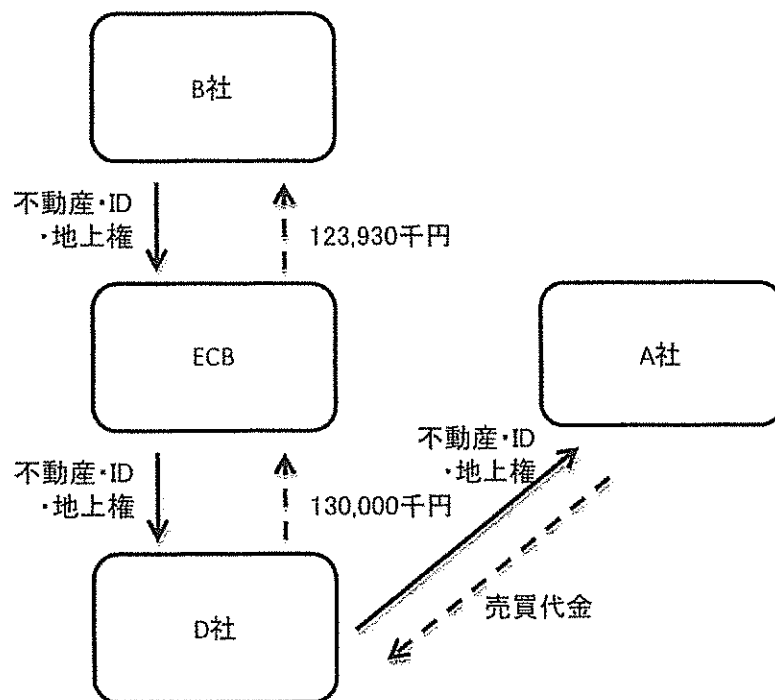 B社
不動産・ID
・地上権
123,930千円
ECB
A社
不動産・ID
・地上権
不動産・ID
・地上権
130,000千円
売買代金
D社